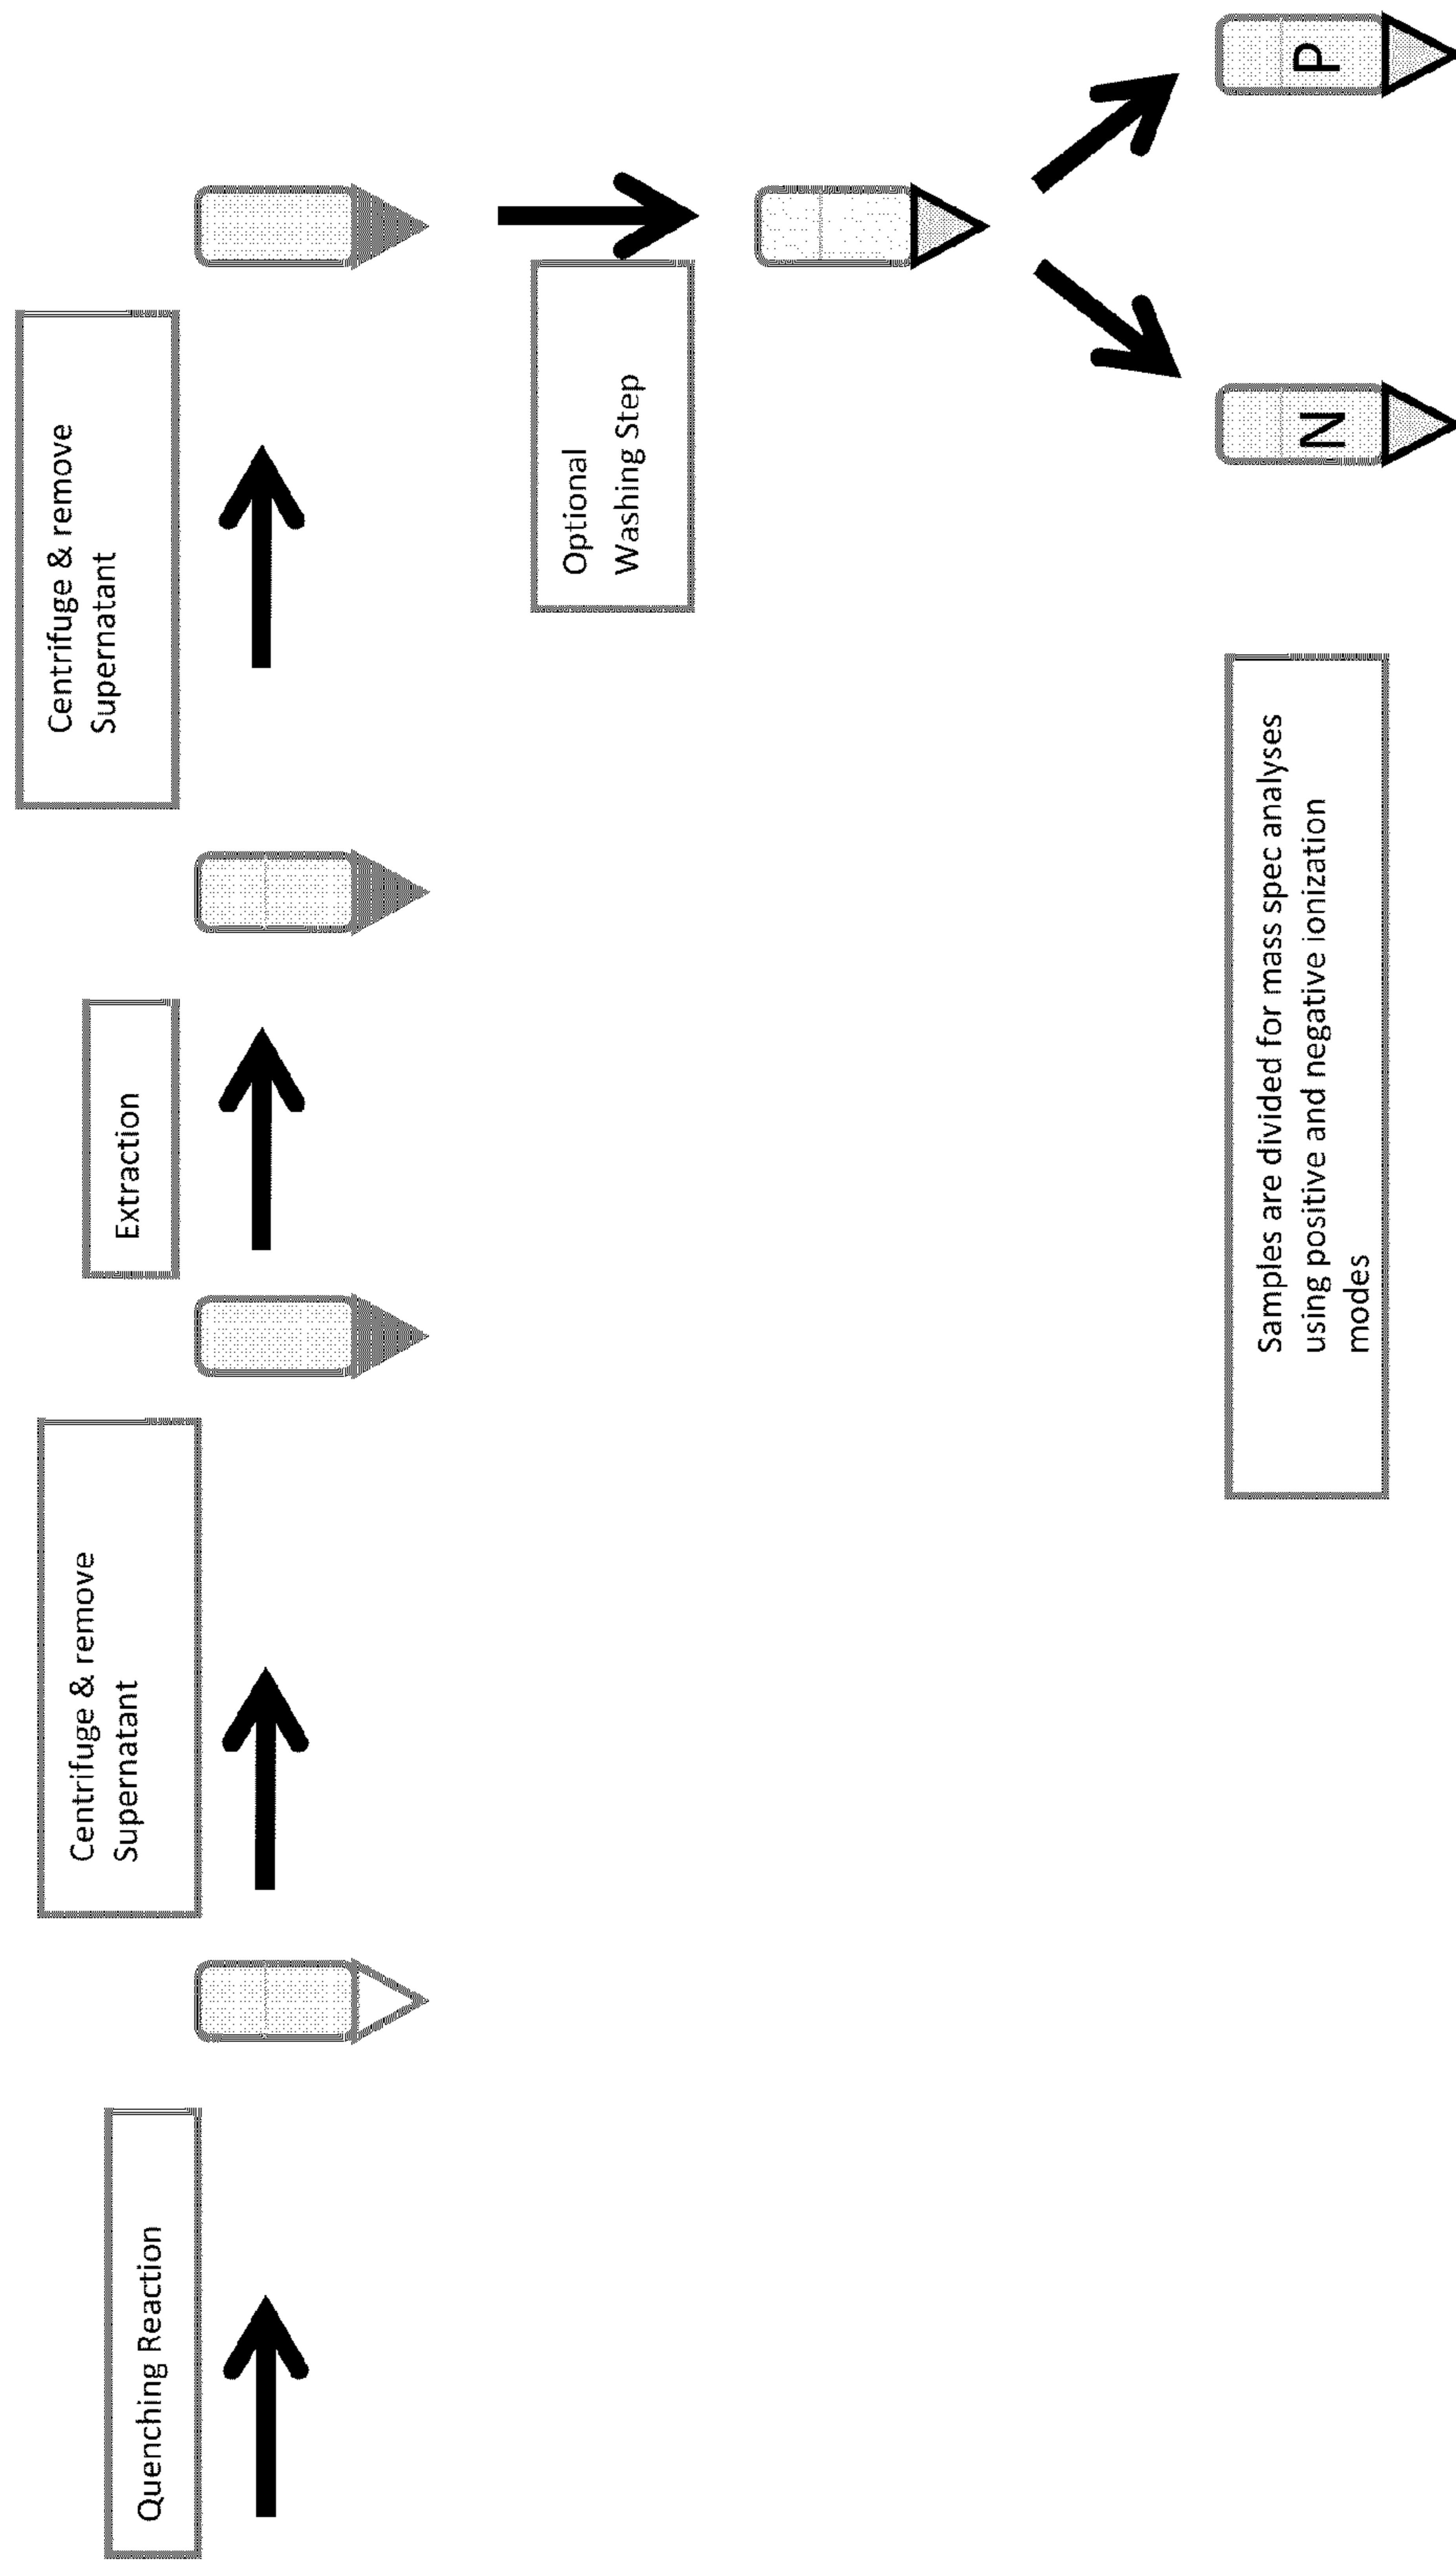 Quenching Reaction
Centrifuge & remove
Supernatant
Extraction
Centrifuge & remove
Supernatant
Optional
Washing Step
Samples are divided for mass spec analyses
using positive and negative ionization
modes
N
P